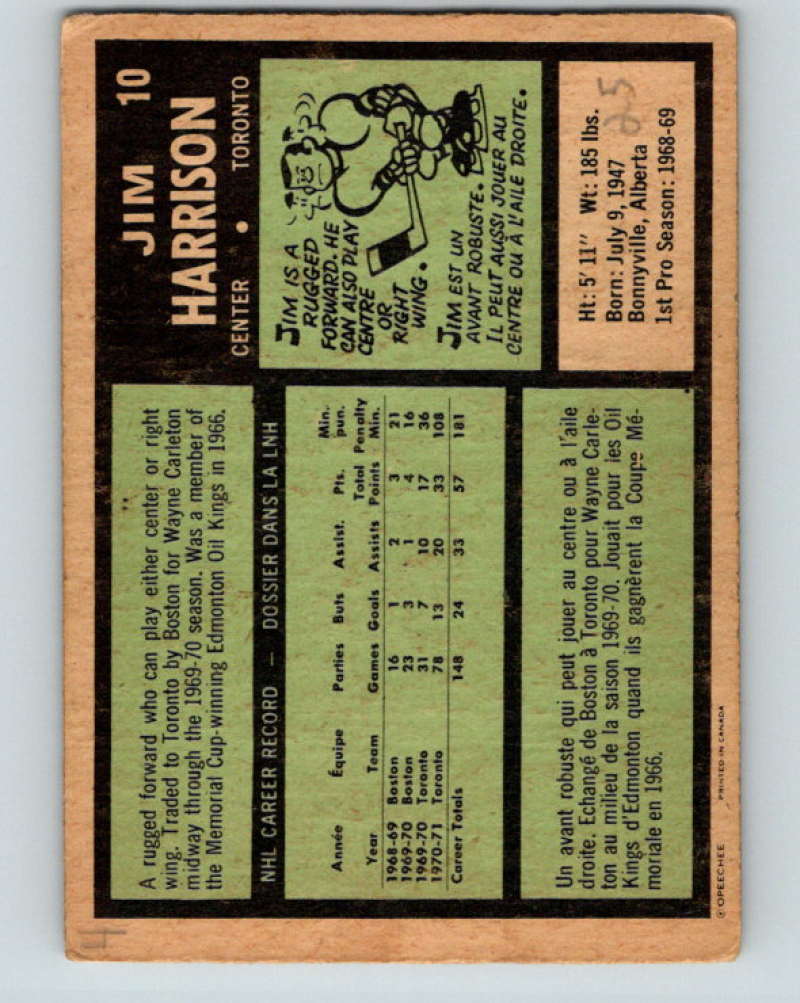 JIM 10
HARRISON
CENTER • TORONTO
A rugged forward who can play either center or right
wing. Traded to Toronto by Boston for Wayne Carleton
midway through the 1969-70 season. Was a member of
the Memorial Cup-winning Edmonton Oil Kings in 1966.
JIM IS A
RUGGED
FORWARD. HE
CAN ALSO PLAY
CENTRE
OR
RIGHT
WING.
JIM EST UN
AVANT ROBUSTE.
IL PEUT AUSSI JOUER AU
CENTRE OU À L'AILE DROITE.
NHL CAREER RECORD — DOSSIER DANS LA LNH
Année Équipe Parties Buts Assist. Pts. Min. pun.
Year Team Games Goals Assists Total Points Penalty Min.
1968-69 Boston 16 1 2 3 21
1969-70 Boston 23 3 1 4 16
1969-70 Toronto 31 7 10 17 36
1970-71 Toronto 78 13 20 33 108
Career Totals 148 24 33 57 181
Ht: 5' 11" Wt: 185 lbs.
Born: July 9, 1947
Bonnyville, Alberta
1st Pro Season: 1968-69
25
Un avant robuste qui peut jouer au centre ou à l'aile
droite. Echangé de Boston à Toronto pour Wayne Carle-
ton au milieu de la saison 1969-70. Jouait pour ies Oil
Kings d'Edmonton quand ils gagnèrent la Coupe Mé-
moriale en 1966.
© OPEECHEE PRINTED IN CANADA
4